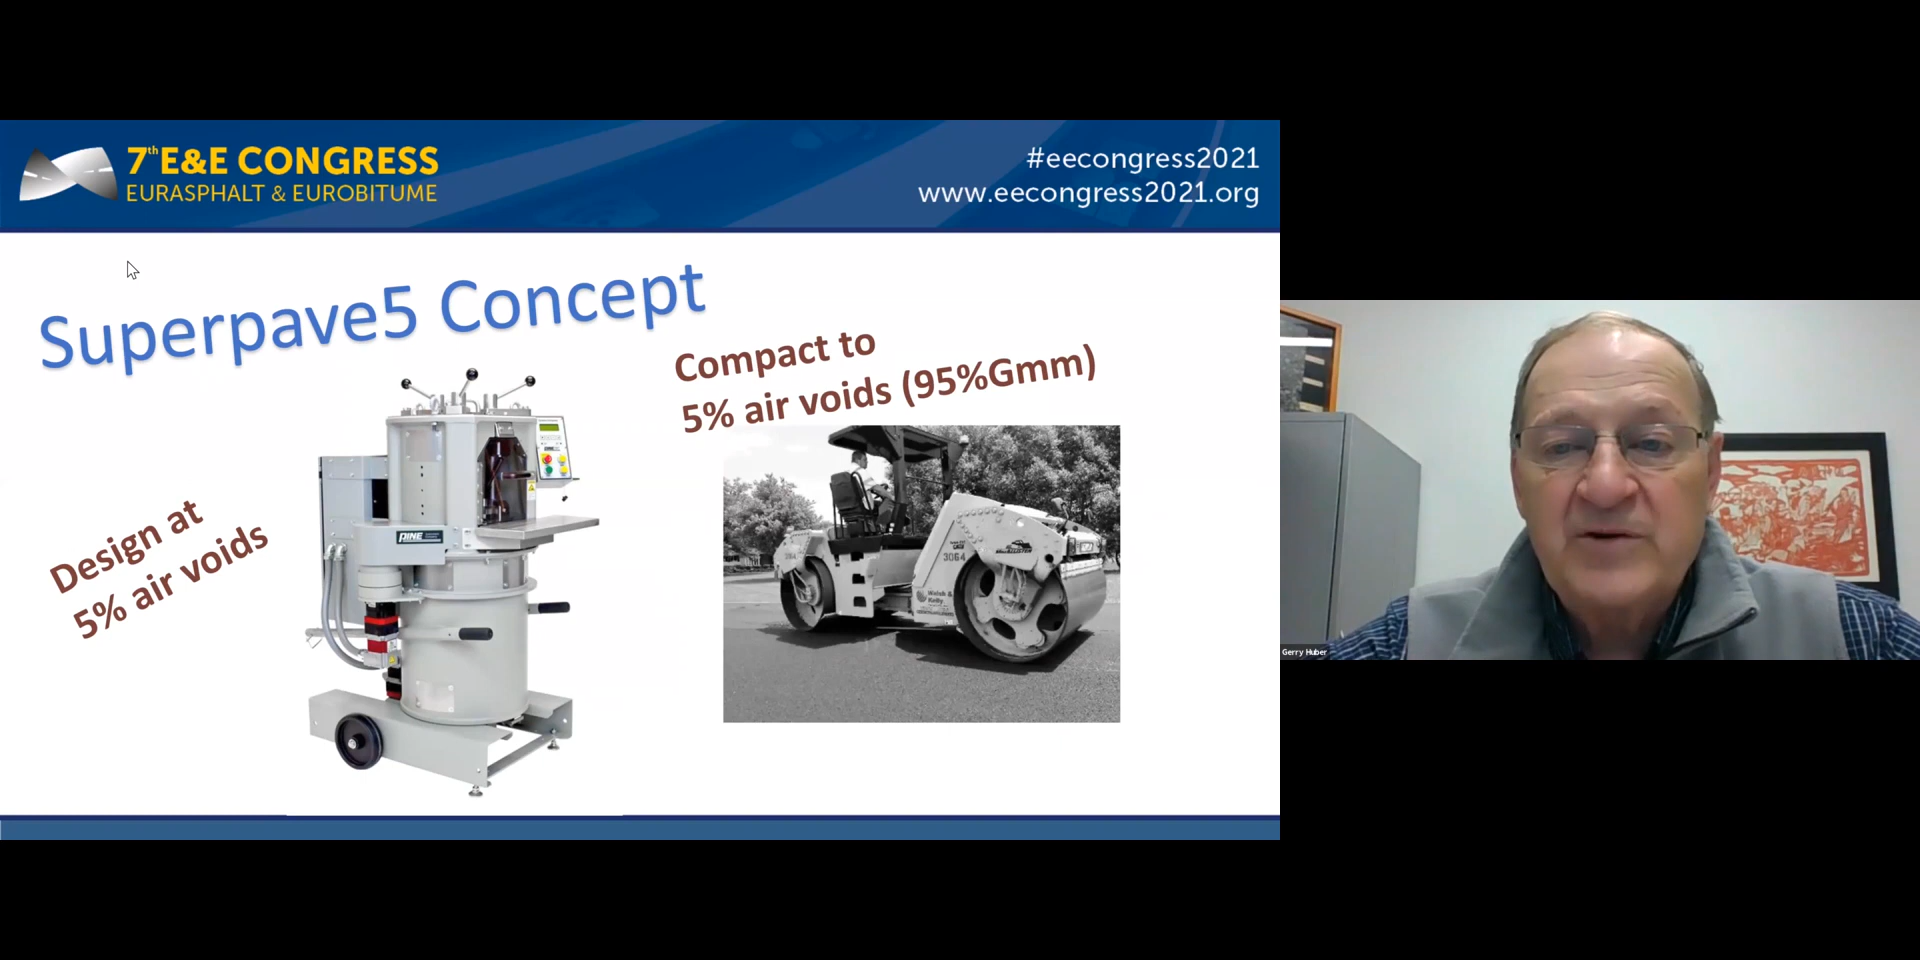 7th E&E CONGRESS
EURASPHALT & EUROBITUME
#eecongress2021
www.eecongress2021.org
Superpave5 Concept
Compact to
5% air voids (95%Gmm)
Design at
5% air voids
PINE
3064
Gerry Huber